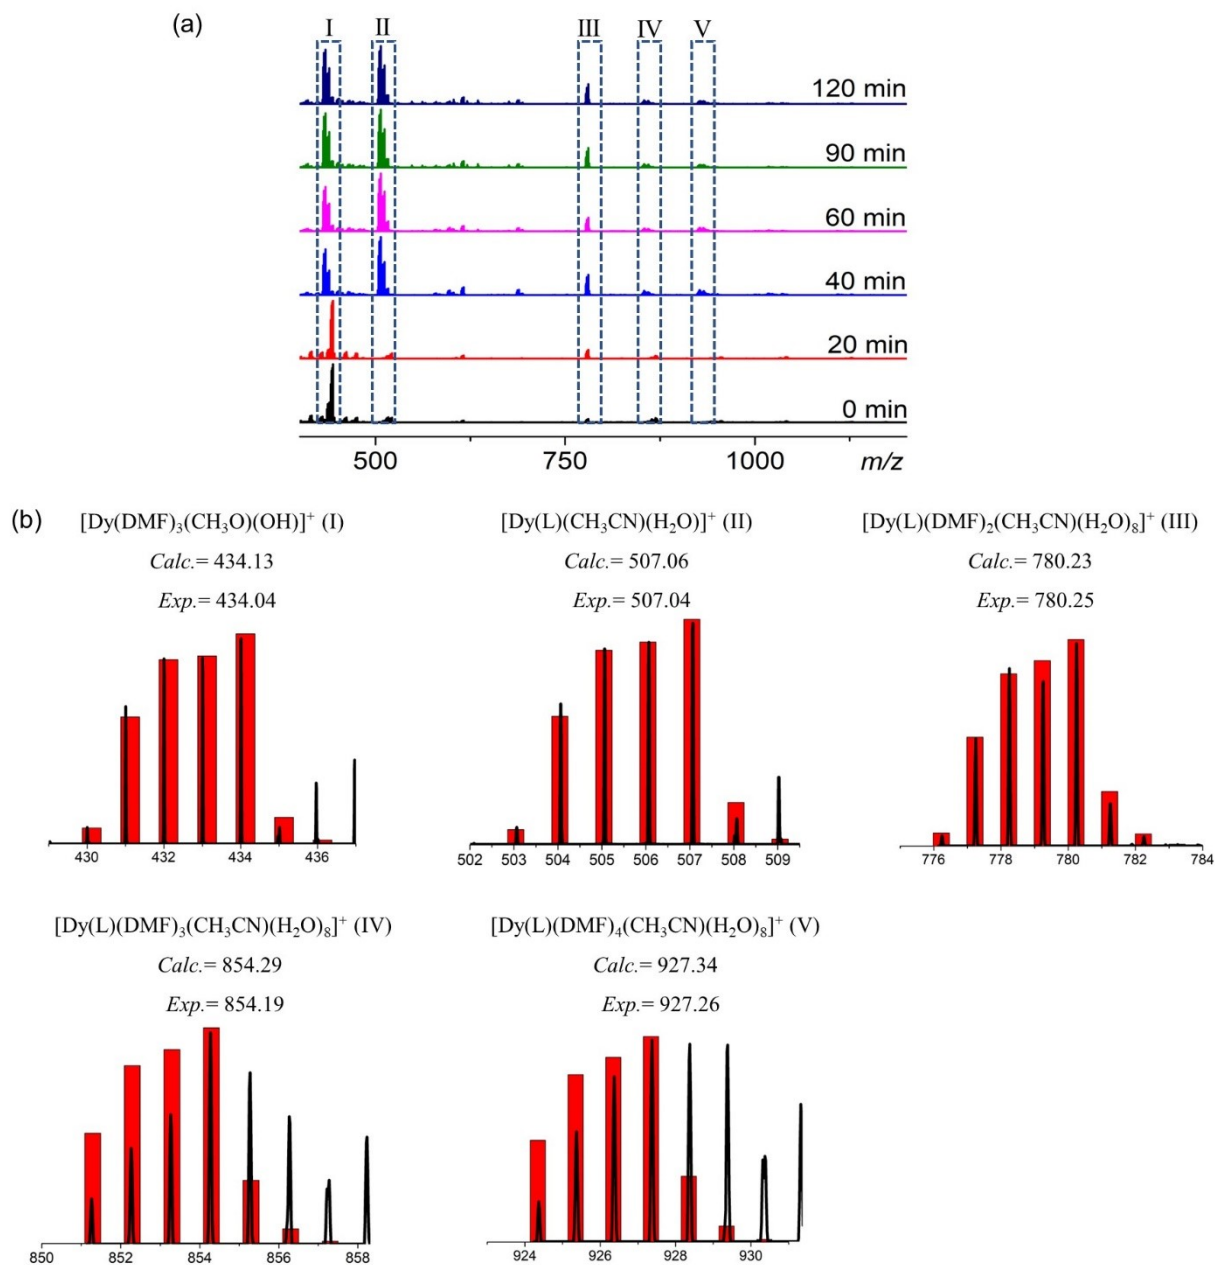 (a)
I II III IV V
120 min
90 min
60 min
40 min
20 min
0 min
500 750 1000 m/z
(b)
[Dy(DMF)₃(CH₃O)(OH)]⁺ (I)
Calc.= 434.13
Exp.= 434.04
430 432 434 436
[Dy(L)(CH₃CN)(H₂O)]⁺ (II)
Calc.= 507.06
Exp.= 507.04
502 503 504 505 506 507 508 509
[Dy(L)(DMF)₂(CH₃CN)(H₂O)₈]⁺ (III)
Calc.= 780.23
Exp.= 780.25
776 778 780 782 784
[Dy(L)(DMF)₃(CH₃CN)(H₂O)₈]⁺ (IV)
Calc.= 854.29
Exp.= 854.19
850 852 854 856 858
[Dy(L)(DMF)₄(CH₃CN)(H₂O)₈]⁺ (V)
Calc.= 927.34
Exp.= 927.26
924 926 928 930